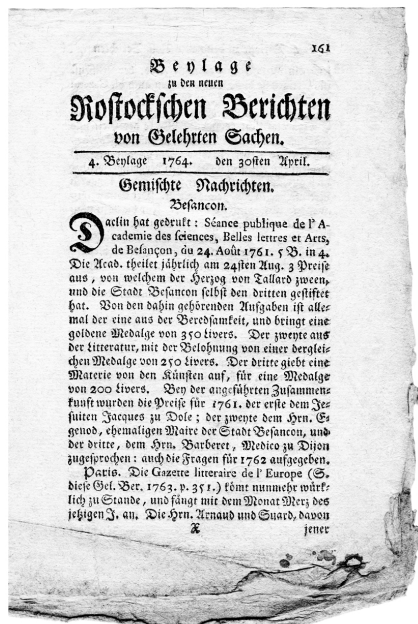 161
Beylage
zu den neuen
Rostockschen Berichten
von Gelehrten Sachen.
4. Beylage 1764. den 30sten April.
Gemischte Nachrichten.
Besancon.
Daclin hat gedrukt: Séance publique de l' A-
cademie des sciences, Belles lettres et Arts,
de Besançon, du 24. Août 1761. 5 B. in 4.
Die Acad. theilet jährlich am 24sten Aug. 3 Preise
aus, von welchem der Herzog von Tallard zween,
und die Stadt Besancon selbst den dritten gestiftet
hat. Von den dahin gehörenden Aufgaben ist alle-
mal der eine aus der Beredsamkeit, und bringt eine
goldene Medalge von 350 Livers. Der zweyte aus
der Litteratur, mit der Belohnung von einer derglei-
chen Medalge von 250 Livers. Der dritte giebt eine
Materie von den Künsten auf, für eine Medalge
von 200 Livers. Bey der angeführten Zusammen-
kunft wurden die Preise für 1761. der erste dem Je-
suiten Jacques zu Dole; der zweyte dem Hrn. E-
genod, ehemaligen Maire der Stadt Besancon, und
der dritte, dem Hrn. Barberet, Medico zu Dijon
zugesprochen: auch die Fragen für 1762 aufgegeben.
Paris. Die Gazette litteraire de l' Europe (S.
diese Gel. Ber. 1763. p. 351.) kömt nunmehr würk-
lich zu Stande, und fängt mit dem Monat Merz des
jetzigen J. an. Die Hrn. Arnaud und Suard, davon
X jener